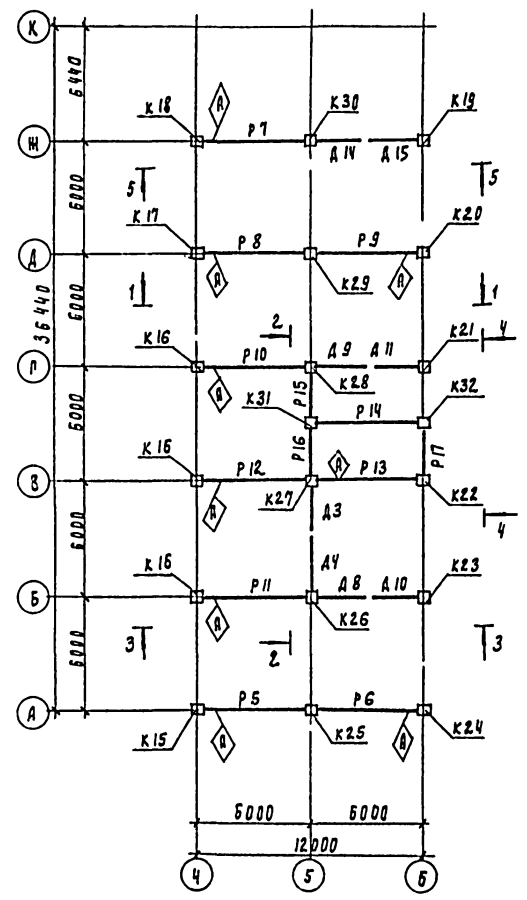 К
6440
К18
А
Р7
К30
К19
Ж
Д14
Д15
5
5
6000
К17
К20
Р8
Р9
Д
А
К29
А
1
1
6000
36440
2
К16
К21
4
Г
Р10
Д9
Д11
А
К28
Р15
К31
К32
Р14
6000
К16
Р16
А
Р17
В
Р12
Р13
А
К27
К22
Д3
4
6000
К16
Д4
К23
Б
Р11
Д8
Д10
А
К26
3
2
3
6000
А
Р5
Р6
К15
А
К25
А
К24
6000
6000
12000
4
5
6